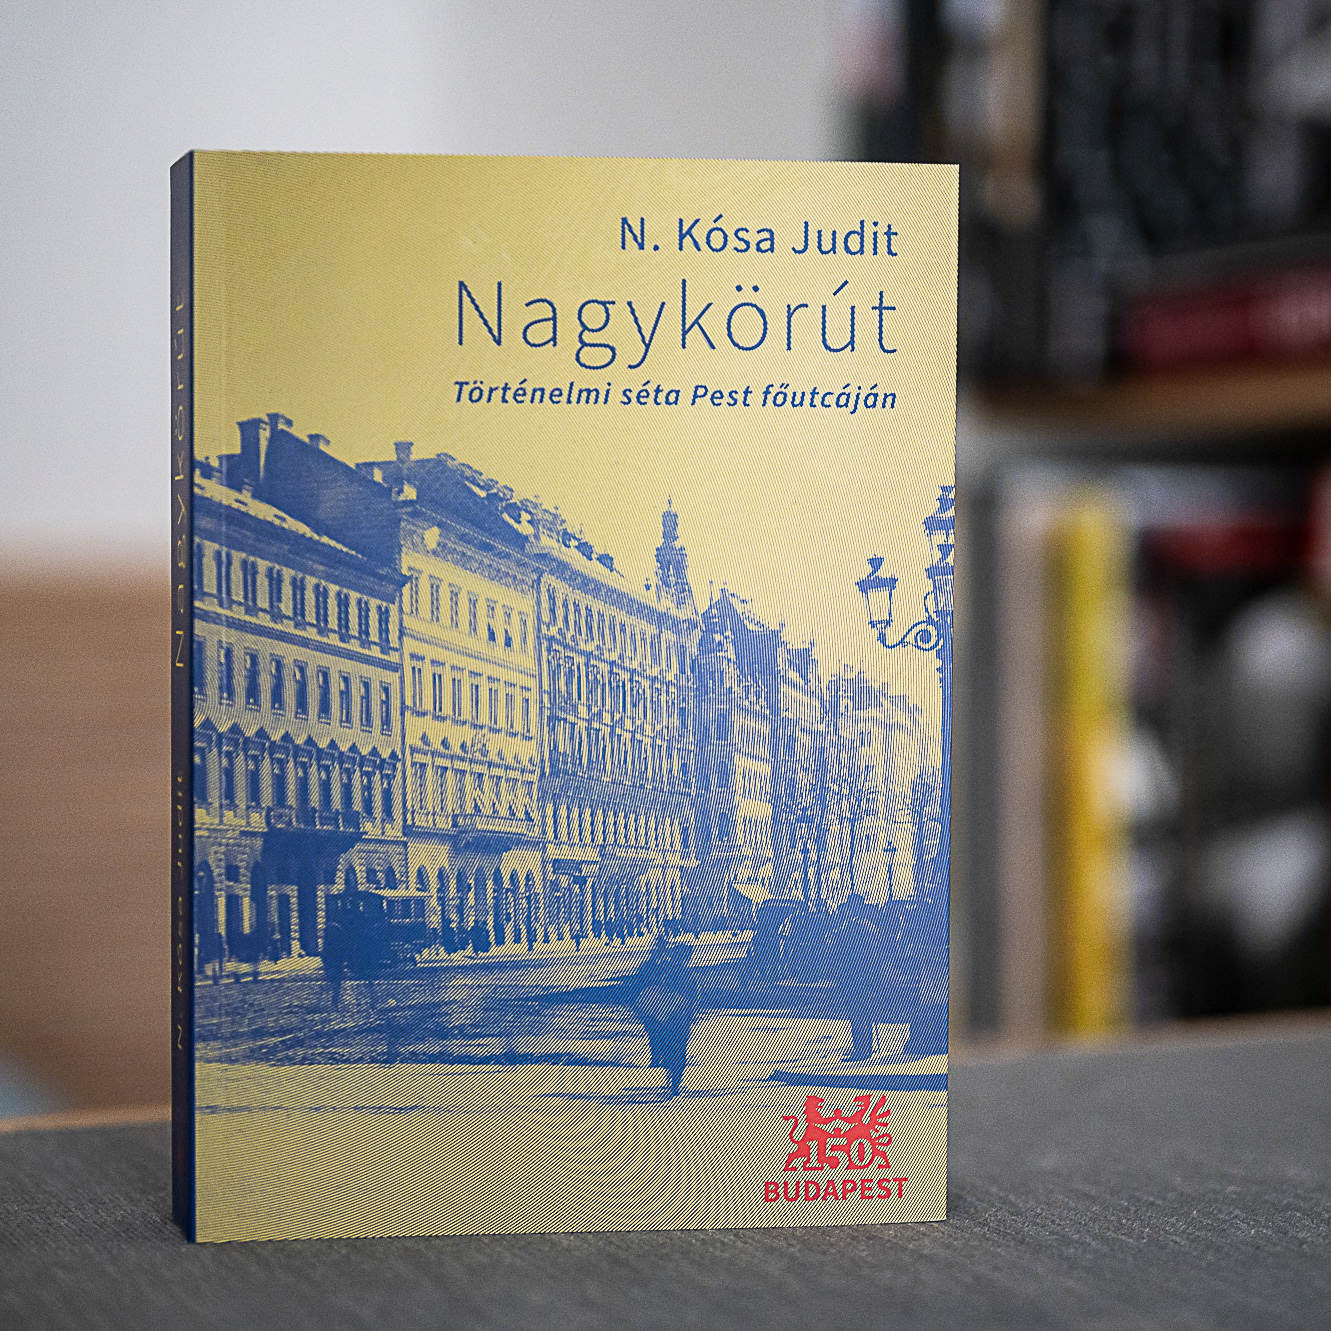 N. Kósa Judit
Nagykörút
Történelmi séta Pest főutcáján
150
BUDAPEST
N. Kósa Judit Nagykörút